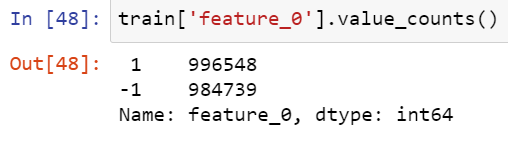 In [48]: train['feature_0'].value_counts()
Out[48]: 1 996548
-1 984739
Name: feature_0, dtype: int64